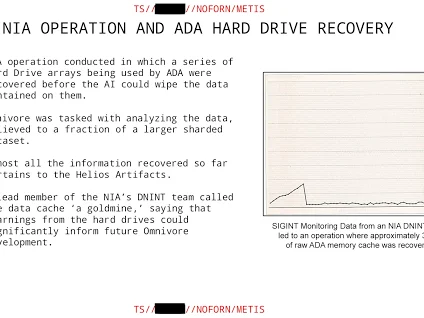 TS// //NOFORN/METIS
NIA OPERATION AND ADA HARD DRIVE RECOVERY
operation conducted in which a series of
rd Drive arrays being used by ADA were
covered before the AI could wipe the data
ntained on them.
nivore was tasked with analyzing the data,
lieved to a fraction of a larger sharded
taset.
most all the information recovered so far
rtains to the Helios Artifacts.
lead member of the NIA's DNINT team called
e data cache 'a goldmine,' saying that
arnings from the hard drives could
gnificantly inform future Omnivore
velopment.
SIGINT Monitoring Data from an NIA DNINT
led to an operation where approximately 3
of raw ADA memory cache was recover
TS// //NOFORN/METIS